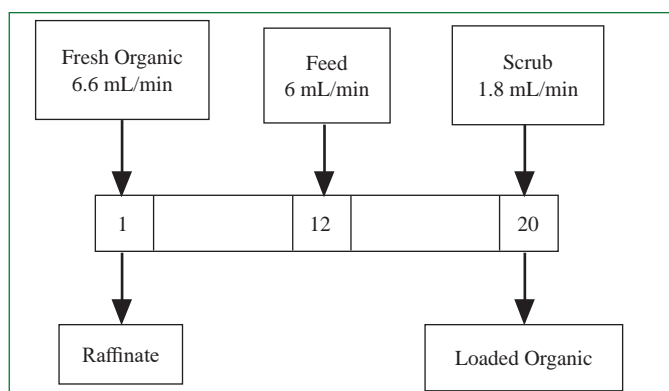 Fresh Organic
6.6 mL/min
Feed
6 mL/min
Scrub
1.8 mL/min
1
12
20
Raffinate
Loaded Organic